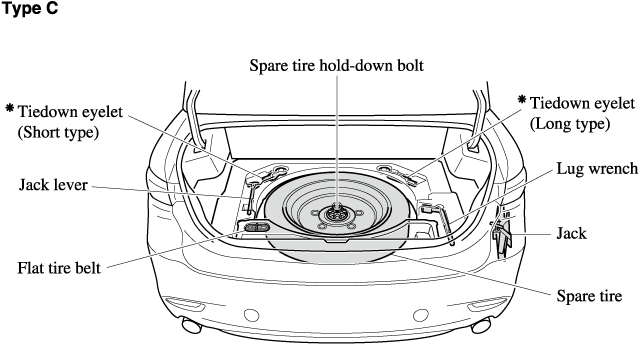 Type C
Spare tire hold-down bolt
* Tiedown eyelet
(Short type)
* Tiedown eyelet
(Long type)
Jack lever
Lug wrench
Jack
Flat tire belt
Spare tire